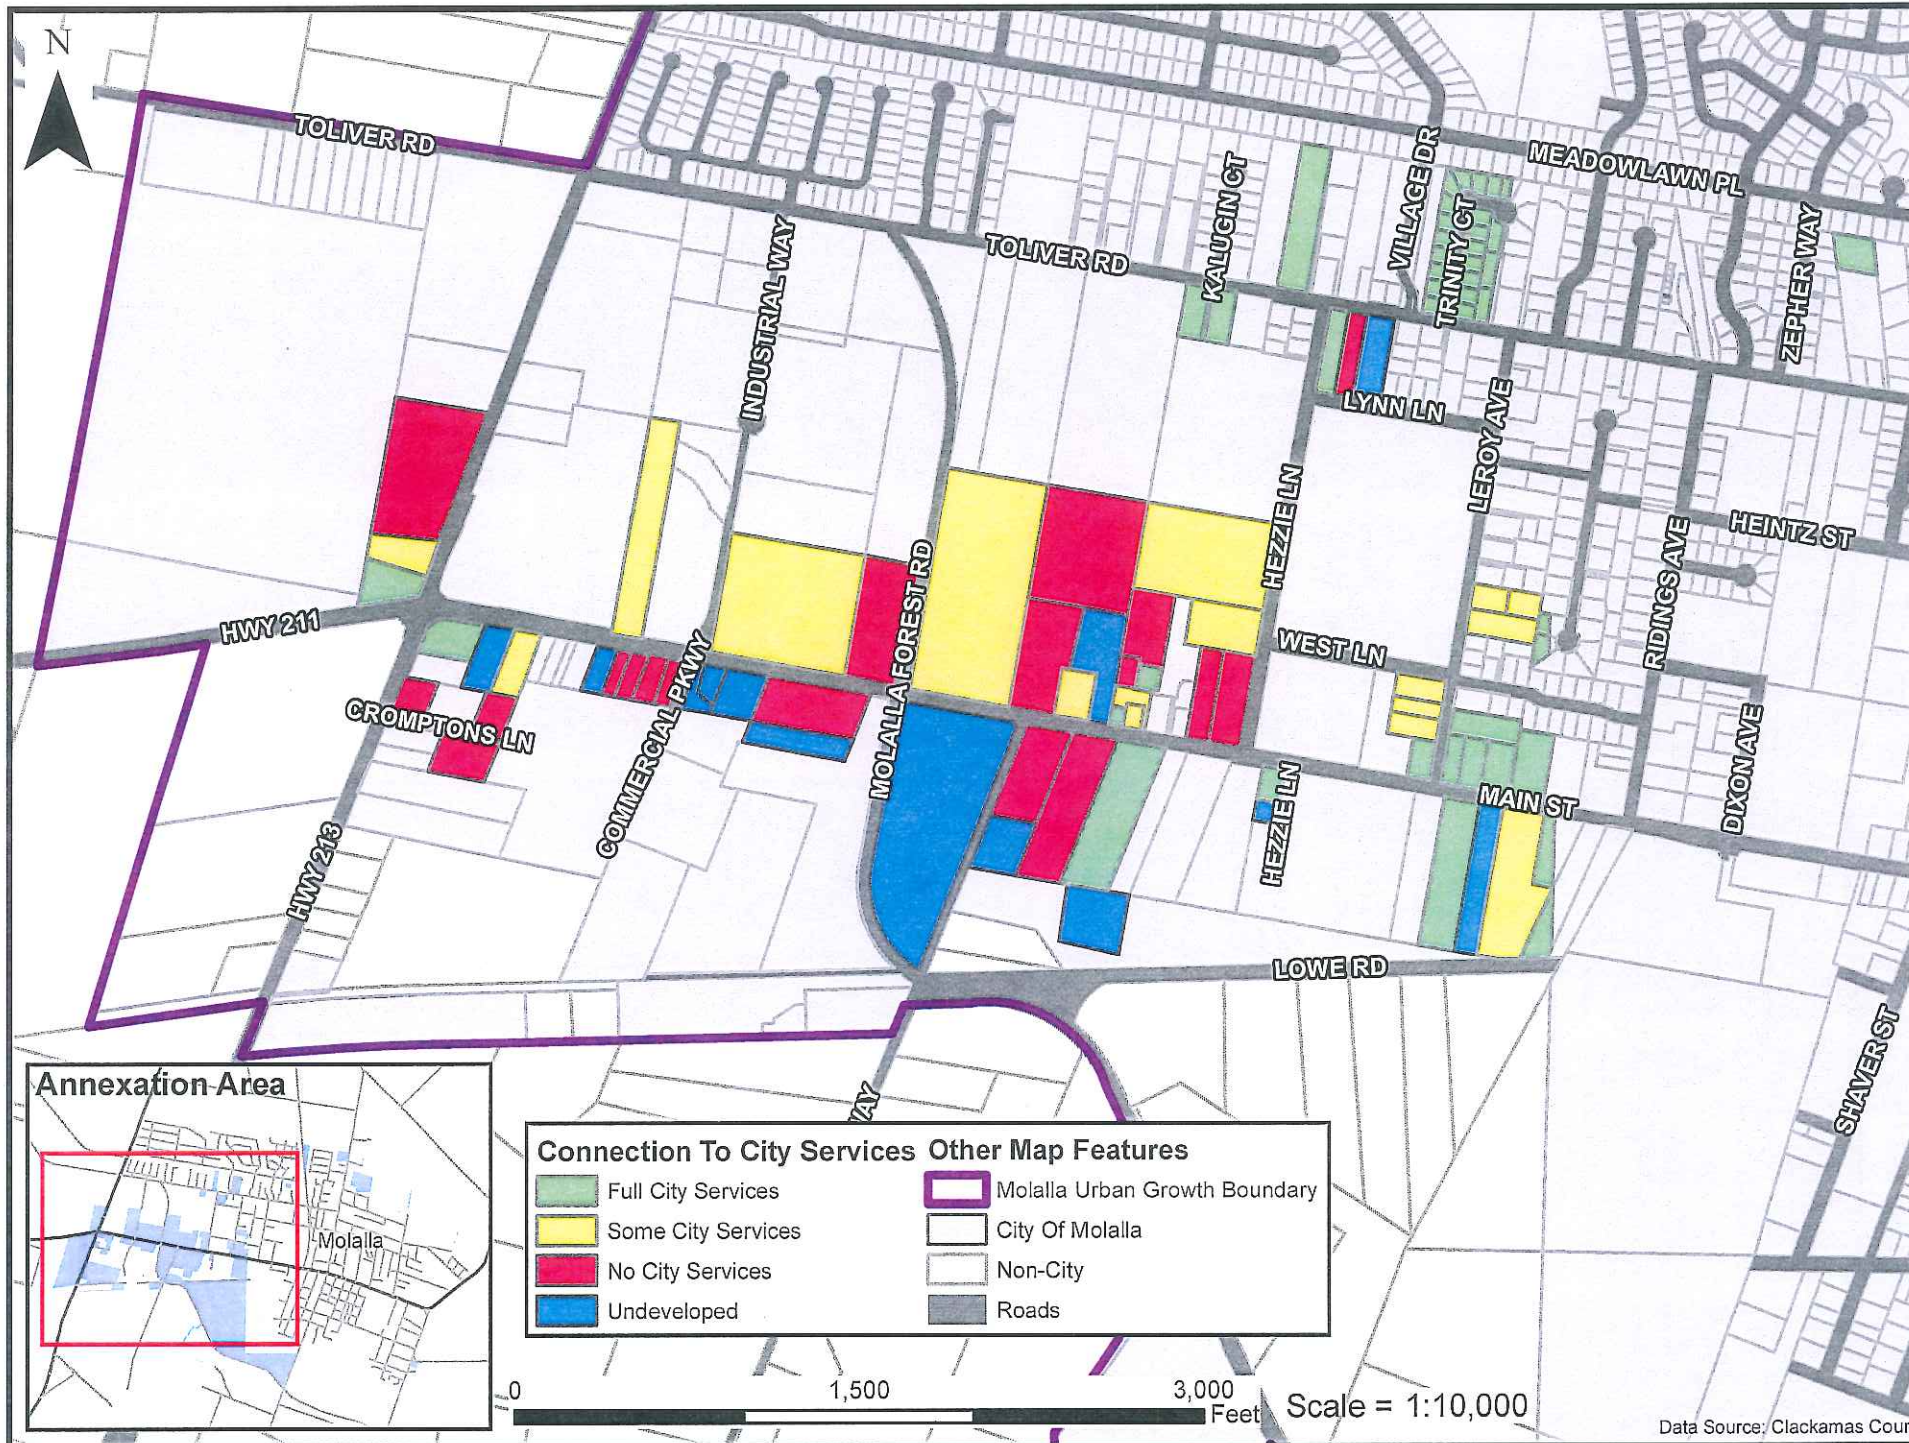 N
TOLIVER RD
MEADOWLAWN PL
KALUGIN CT
VILLAGE DR
TRINITY CT
ZEPHER WAY
INDUSTRIAL WAY
TOLIVER RD
LYNN LN
LEROY AVE
HEZZIE LN
HEINTZ ST
RIDINGS AVE
MOLALLA FOREST RD
HWY 211
WEST LN
CROMPTONS LN
COMMERCIAL PKWY
DIXON AVE
MAIN ST
HEZZIE LN
HWY 213
LOWE RD
SHAVER ST
WAY
Annexation Area
Molalla
Connection To City Services
Full City Services
Some City Services
No City Services
Undeveloped
Other Map Features
Molalla Urban Growth Boundary
City Of Molalla
Non-City
Roads
0 1,500 3,000
Feet
Scale = 1:10,000
Data Source: Clackamas Cour